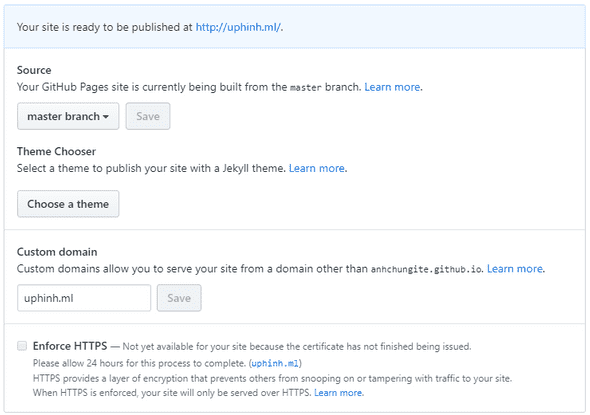 Your site is ready to be published at http://uphinh.ml/.
Source
Your GitHub Pages site is currently being built from the master branch. Learn more.
master branch Save
Theme Chooser
Select a theme to publish your site with a Jekyll theme. Learn more.
Choose a theme
Custom domain
Custom domains allow you to serve your site from a domain other than anhchungite.github.io. Learn more.
uphinh.ml Save
Enforce HTTPS — Not yet available for your site because the certificate has not finished being issued.
Please allow 24 hours for this process to complete. (uphinh.ml)
HTTPS provides a layer of encryption that prevents others from snooping on or tampering with traffic to your site.
When HTTPS is enforced, your site will only be served over HTTPS. Learn more.